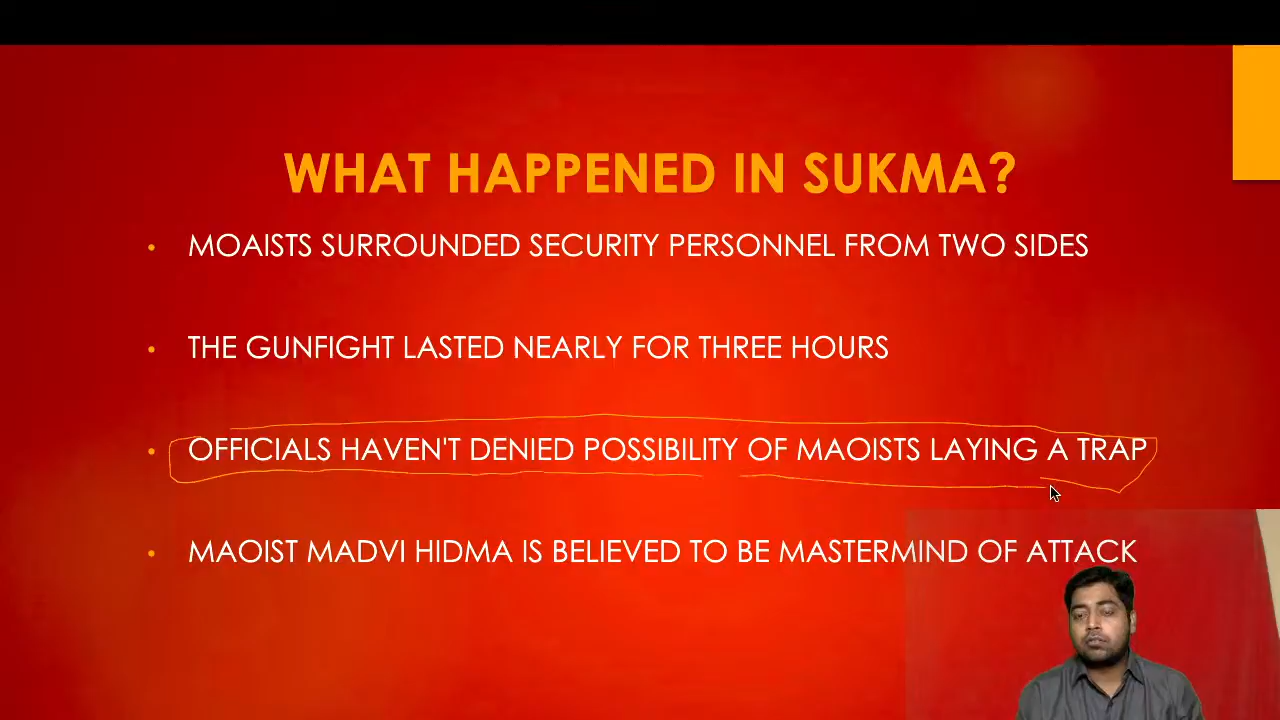 WHAT HAPPENED IN SUKMA?
MOAISTS SURROUNDED SECURITY PERSONNEL FROM TWO SIDES
THE GUNFIGHT LASTED NEARLY FOR THREE HOURS
OFFICIALS HAVEN'T DENIED POSSIBILITY OF MAOISTS LAYING A TRAP
MAOIST MADVI HIDMA IS BELIEVED TO BE MASTERMIND OF ATTACK